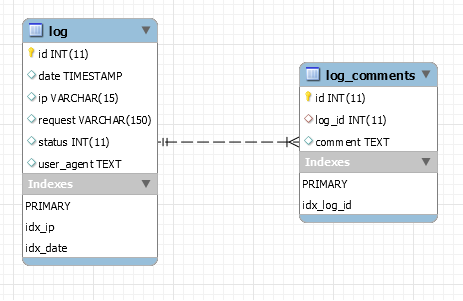 log
id INT(11)
date TIMESTAMP
ip VARCHAR(15)
request VARCHAR(150)
status INT(11)
user_agent TEXT
Indexes
PRIMARY
idx_ip
idx_date
log_comments
id INT(11)
log_id INT(11)
comment TEXT
Indexes
PRIMARY
idx_log_id